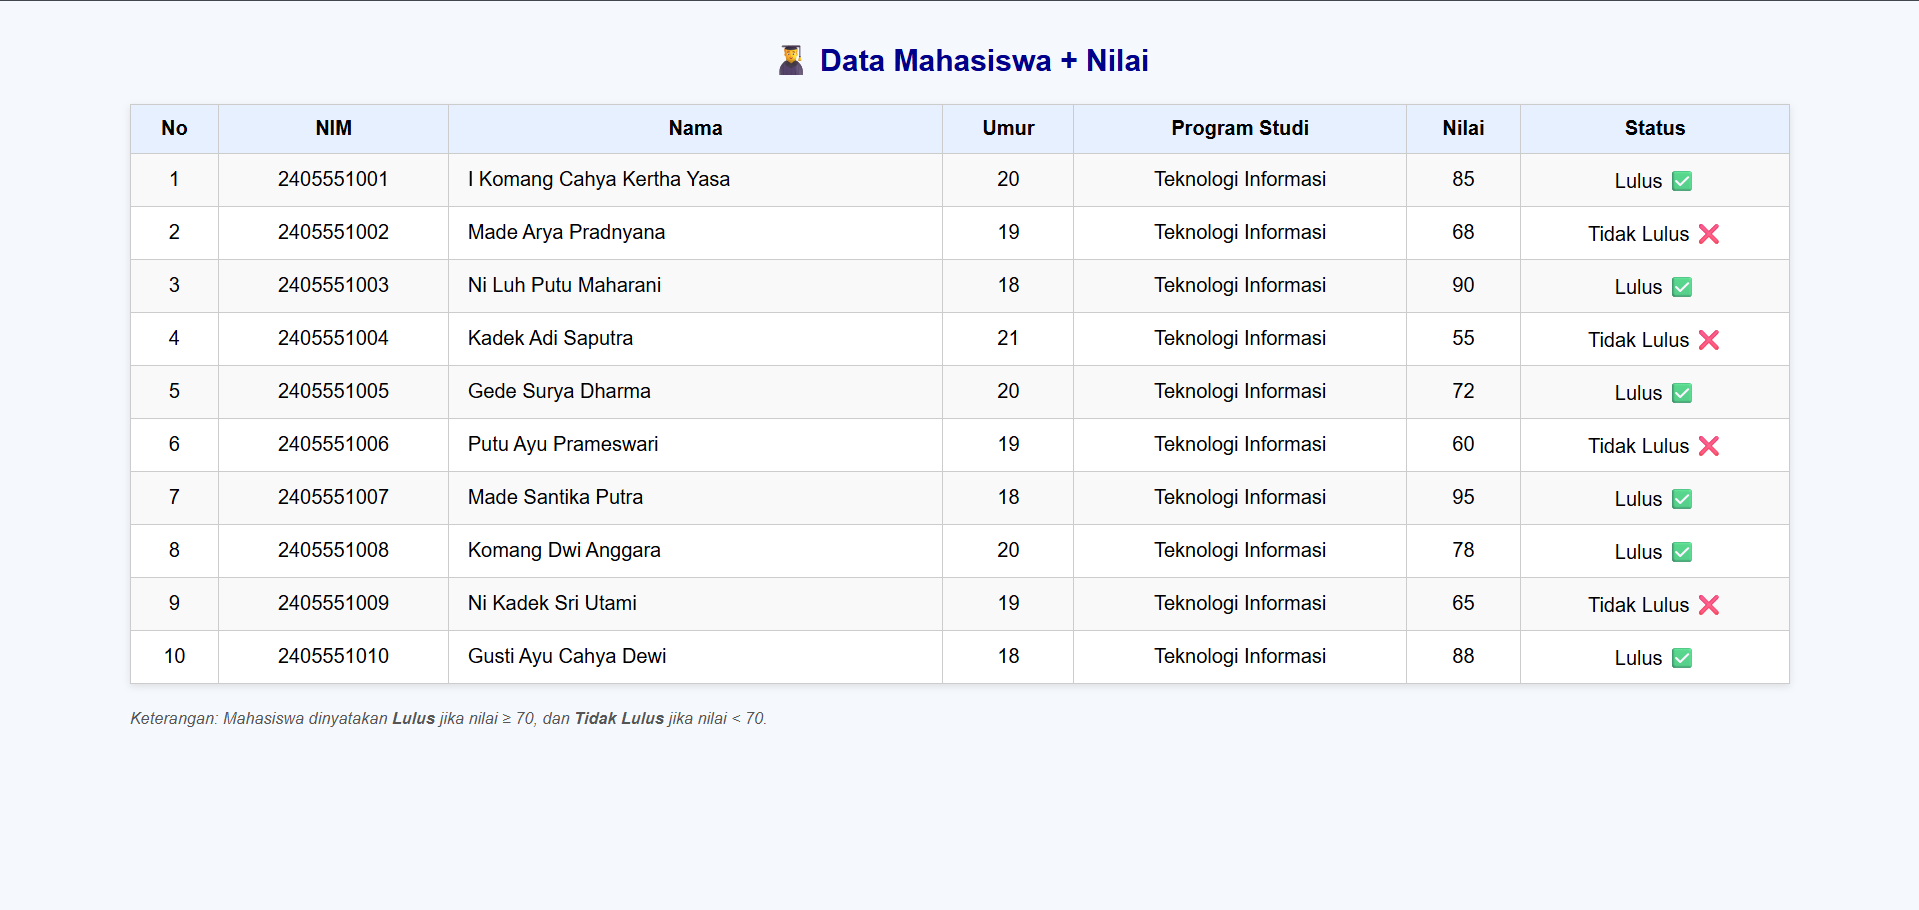 👨‍🎓 Data Mahasiswa + Nilai
No NIM Nama Umur Program Studi Nilai Status
1 2405551001 I Komang Cahya Kertha Yasa 20 Teknologi Informasi 85 Lulus ✅
2 2405551002 Made Arya Pradnyana 19 Teknologi Informasi 68 Tidak Lulus ❌
3 2405551003 Ni Luh Putu Maharani 18 Teknologi Informasi 90 Lulus ✅
4 2405551004 Kadek Adi Saputra 21 Teknologi Informasi 55 Tidak Lulus ❌
5 2405551005 Gede Surya Dharma 20 Teknologi Informasi 72 Lulus ✅
6 2405551006 Putu Ayu Prameswari 19 Teknologi Informasi 60 Tidak Lulus ❌
7 2405551007 Made Santika Putra 18 Teknologi Informasi 95 Lulus ✅
8 2405551008 Komang Dwi Anggara 20 Teknologi Informasi 78 Lulus ✅
9 2405551009 Ni Kadek Sri Utami 19 Teknologi Informasi 65 Tidak Lulus ❌
10 2405551010 Gusti Ayu Cahya Dewi 18 Teknologi Informasi 88 Lulus ✅
Keterangan: Mahasiswa dinyatakan Lulus jika nilai ≥ 70, dan Tidak Lulus jika nilai < 70.